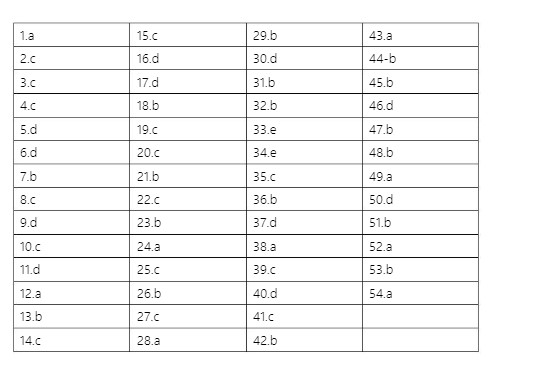 1.a 15.c 29.b 43.a
2.c 16.d 30.d 44-b
3.c 17.d 31.b 45.b
4.c 18.b 32.b 46.d
5.d 19.c 33.e 47.b
6.d 20.c 34.e 48.b
7.b 21.b 35.c 49.a
8.c 22.c 36.b 50.d
9.d 23.b 37.d 51.b
10.c 24.a 38.a 52.a
11.d 25.c 39.c 53.b
12.a 26.b 40.d 54.a
13.b 27.c 41.c
14.c 28.a 42.b